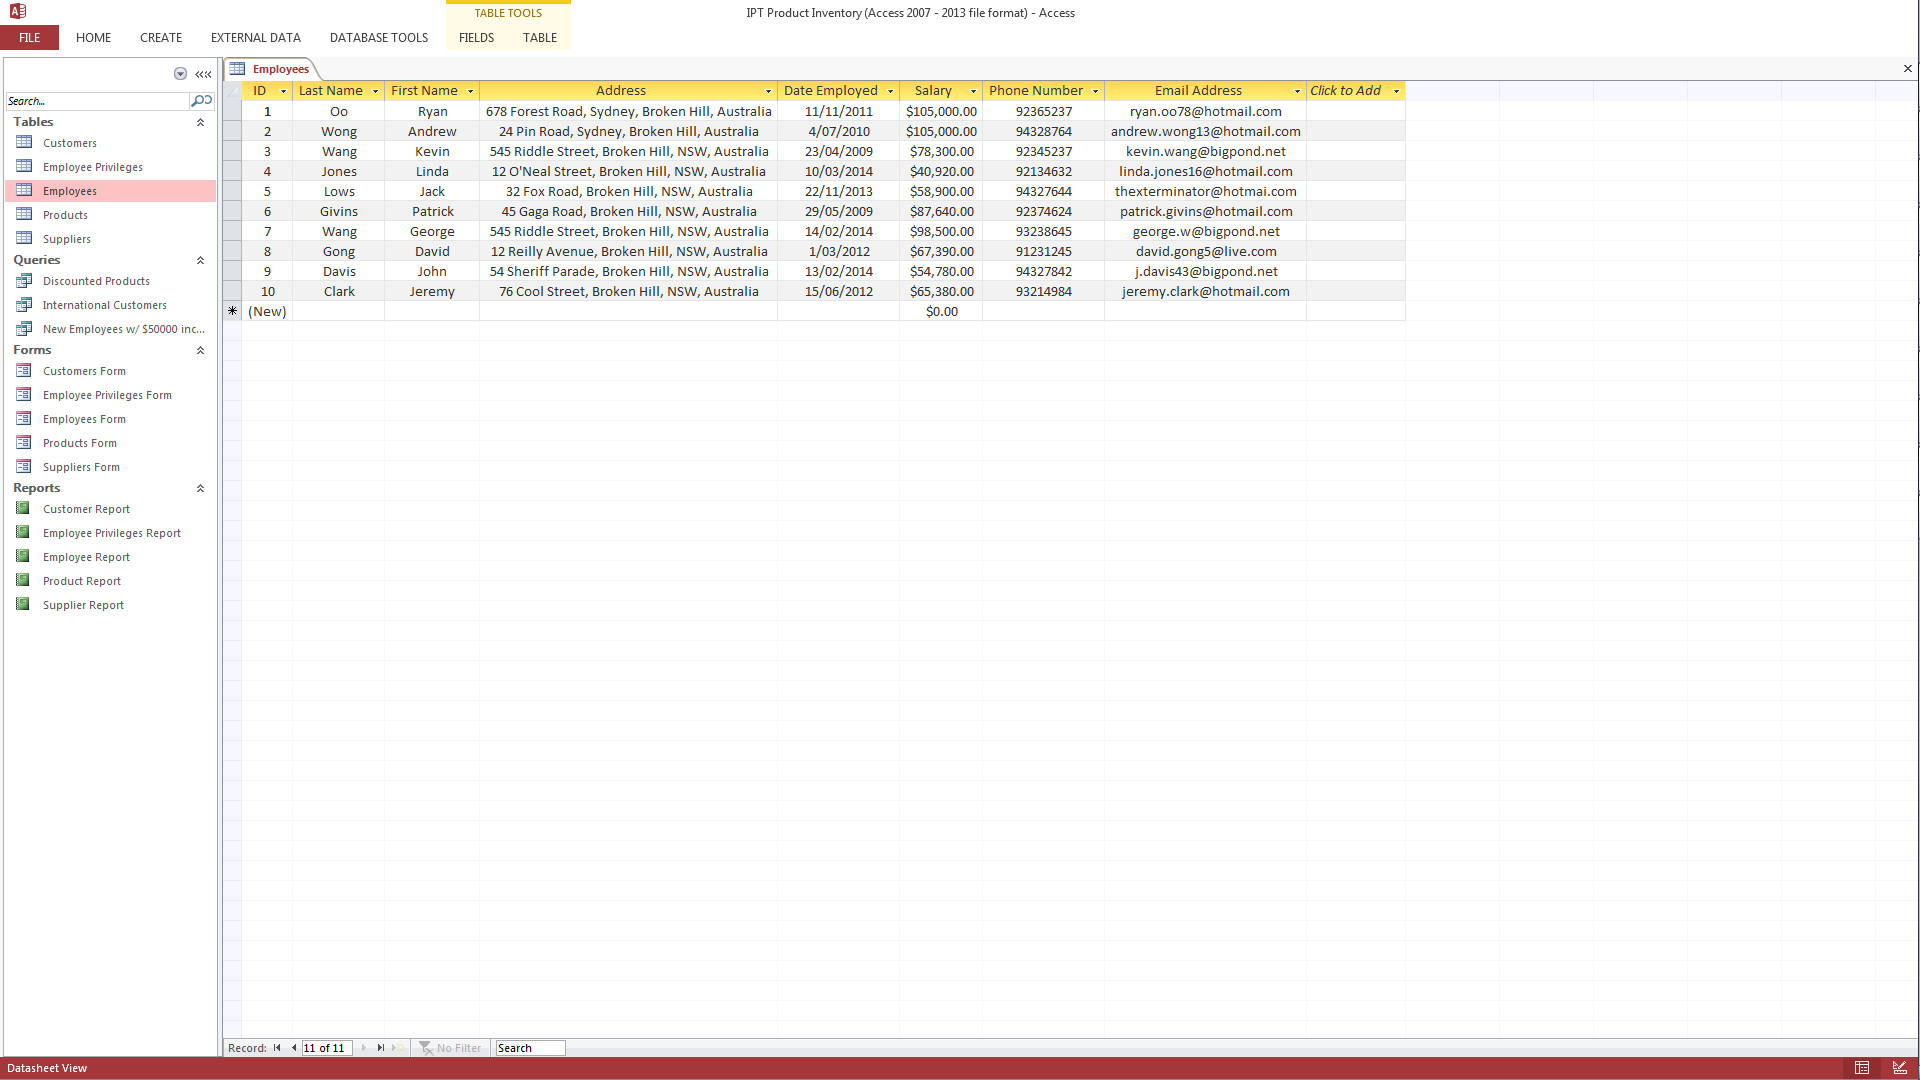 IPT Product Inventory (Access 2007 - 2013 file format) - Access
TABLE TOOLS
FILE HOME CREATE EXTERNAL DATA DATABASE TOOLS FIELDS TABLE
Search...
Tables
Customers
Employee Privileges
Employees
Products
Suppliers
Queries
Discounted Products
International Customers
New Employees w/ $50000 inc...
Forms
Customers Form
Employee Privileges Form
Employees Form
Products Form
Suppliers Form
Reports
Customer Report
Employee Privileges Report
Employee Report
Product Report
Supplier Report
Employees
ID Last Name First Name Address Date Employed Salary Phone Number Email Address Click to Add
1 Oo Ryan 678 Forest Road, Sydney, Broken Hill, Australia 11/11/2011 $105,000.00 92365237 ryan.oo78@hotmail.com
2 Wong Andrew 24 Pin Road, Sydney, Broken Hill, Australia 4/07/2010 $105,000.00 94328764 andrew.wong13@hotmail.com
3 Wang Kevin 545 Riddle Street, Broken Hill, NSW, Australia 23/04/2009 $78,300.00 92345237 kevin.wang@bigpond.net
4 Jones Linda 12 O'Neal Street, Broken Hill, NSW, Australia 10/03/2014 $40,920.00 92134632 linda.jones16@hotmail.com
5 Lows Jack 32 Fox Road, Broken Hill, NSW, Australia 22/11/2013 $58,900.00 94327644 thexterminator@hotmai.com
6 Givins Patrick 45 Gaga Road, Broken Hill, NSW, Australia 29/05/2009 $87,640.00 92374624 patrick.givins@hotmail.com
7 Wang George 545 Riddle Street, Broken Hill, NSW, Australia 14/02/2014 $98,500.00 93238645 george.w@bigpond.net
8 Gong David 12 Reilly Avenue, Broken Hill, NSW, Australia 1/03/2012 $67,390.00 91231245 david.gong5@live.com
9 Davis John 54 Sheriff Parade, Broken Hill, NSW, Australia 13/02/2014 $54,780.00 94327842 j.davis43@bigpond.net
10 Clark Jeremy 76 Cool Street, Broken Hill, NSW, Australia 15/06/2012 $65,380.00 93214984 jeremy.clark@hotmail.com
(New) $0.00
Record: 11 of 11 No Filter Search
Datasheet View